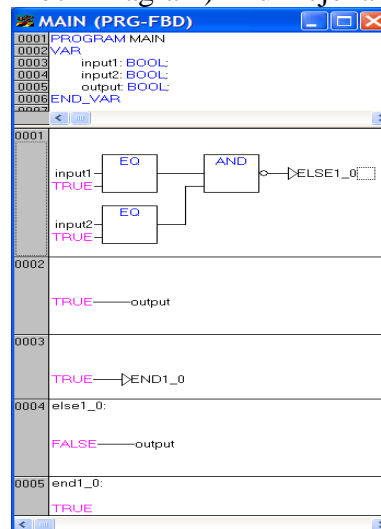 MAIN (PRG-FBD)
0001 PROGRAM MAIN
0002 VAR
0003 input1: BOOL;
0004 input2: BOOL;
0005 output: BOOL;
0006 END_VAR
0001
EQ AND
input1 ELSE1_0
TRUE
EQ
input2
TRUE
0002
TRUE output
0003
TRUE END1_0
0004 else1_0:
FALSE output
0005 end1_0:
TRUE